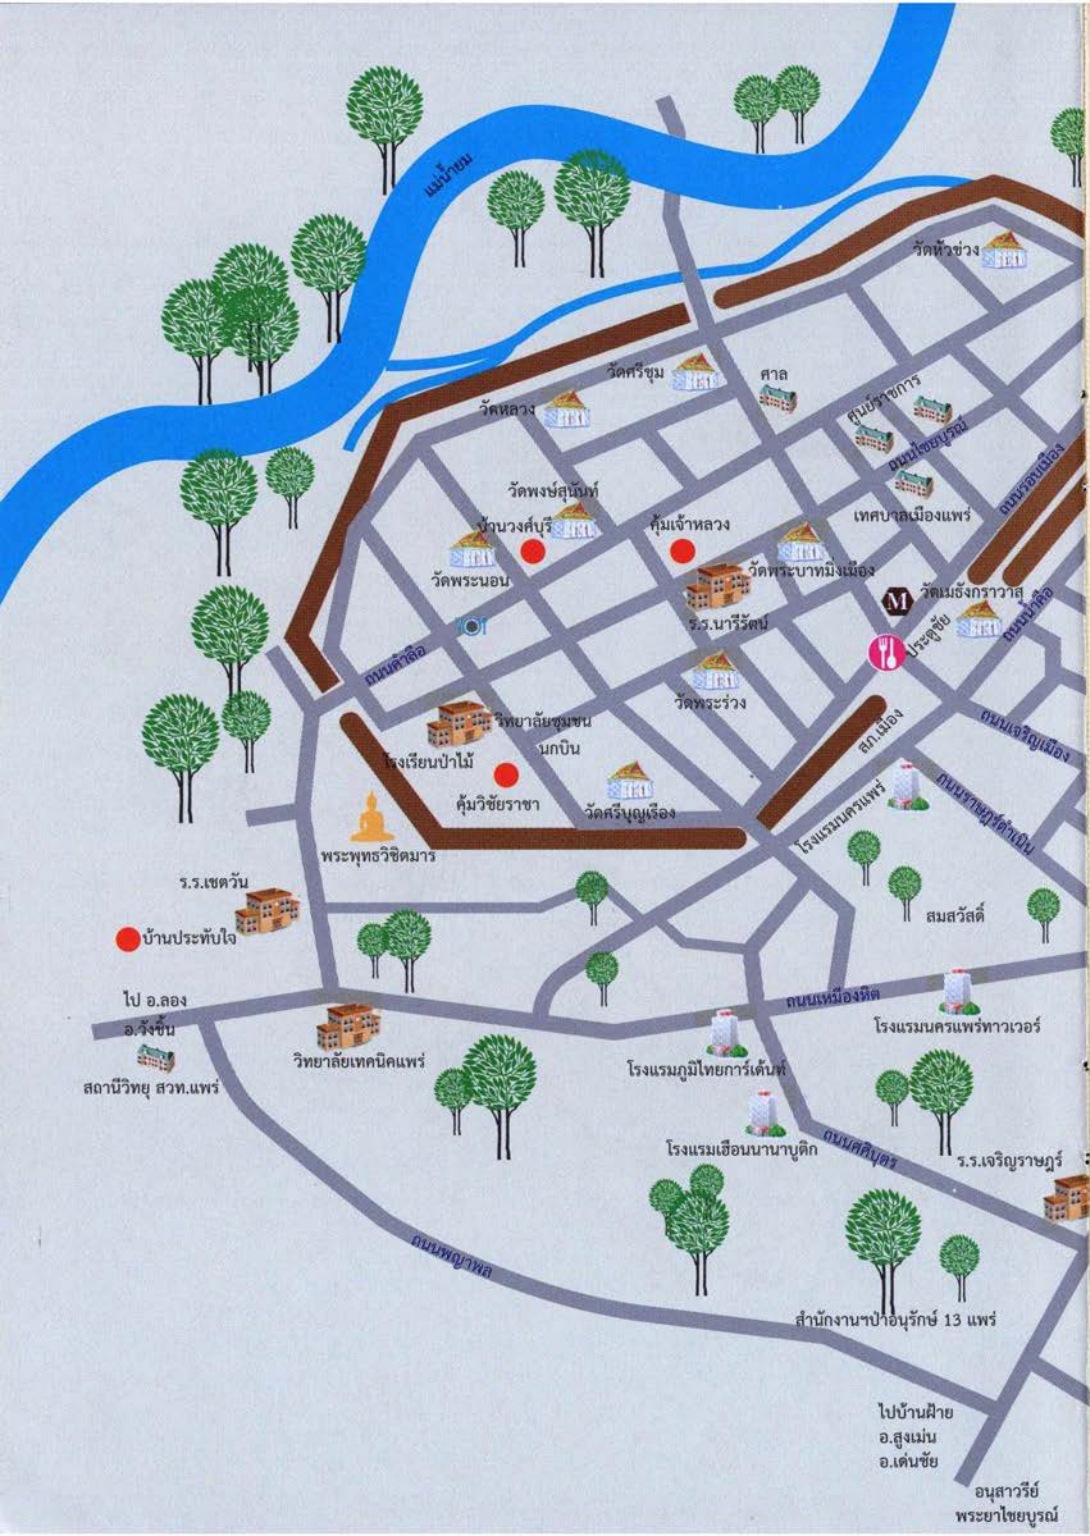 แม่น้ำยม
วัดหัวข่วง
วัดศรีชุม
ศาล
ศูนย์ราชการ
วัดหลวง
ถนนไชยบูรณ์
ถนนรอบเมือง
วัดพงษ์สุนันท์
บ้านวงศ์บุรี
คุ้มเจ้าหลวง
เทศบาลเมืองแพร่
วัดพระนอน
วัดพระบาทมิ่งเมือง
M
วัดเมธังกราวาส
ร.ร.นารีรัตน์
ประตูชัย
ถนนน้ำคือ
ถนนคำลือ
วัดพระร่วง
วิทยาลัยชุมชน
นกบิน
สภ.เมือง
ถนนเจริญเมือง
โรงเรียนป่าไม้
คุ้มวิชัยราชา
วัดศรีบุญเรือง
โรงแรมนครแพร่
ถนนราษฎร์ดำเนิน
พระพุทธวิชิตมาร
ร.ร.เชตวัน
สมสวัสดิ์
บ้านประทับใจ
ไป อ.ลอง
อ.วังชิ้น
ถนนเหมืองหิต
โรงแรมนครแพร่ทาวเวอร์
วิทยาลัยเทคนิคแพร่
โรงแรมภูมิไทยการ์เด้นท์
สถานีวิทยุ สวท.แพร่
โรงแรมเฮือนนานาบูติก
ถนนศศิบุตร
ร.ร.เจริญราษฎร์
ถนนพญาพล
สำนักงานฯป่าอนุรักษ์ 13 แพร่
ไปบ้านฝ้าย
อ.สูงเม่น
อ.เด่นชัย
อนุสาวรีย์
พระยาไชยบูรณ์